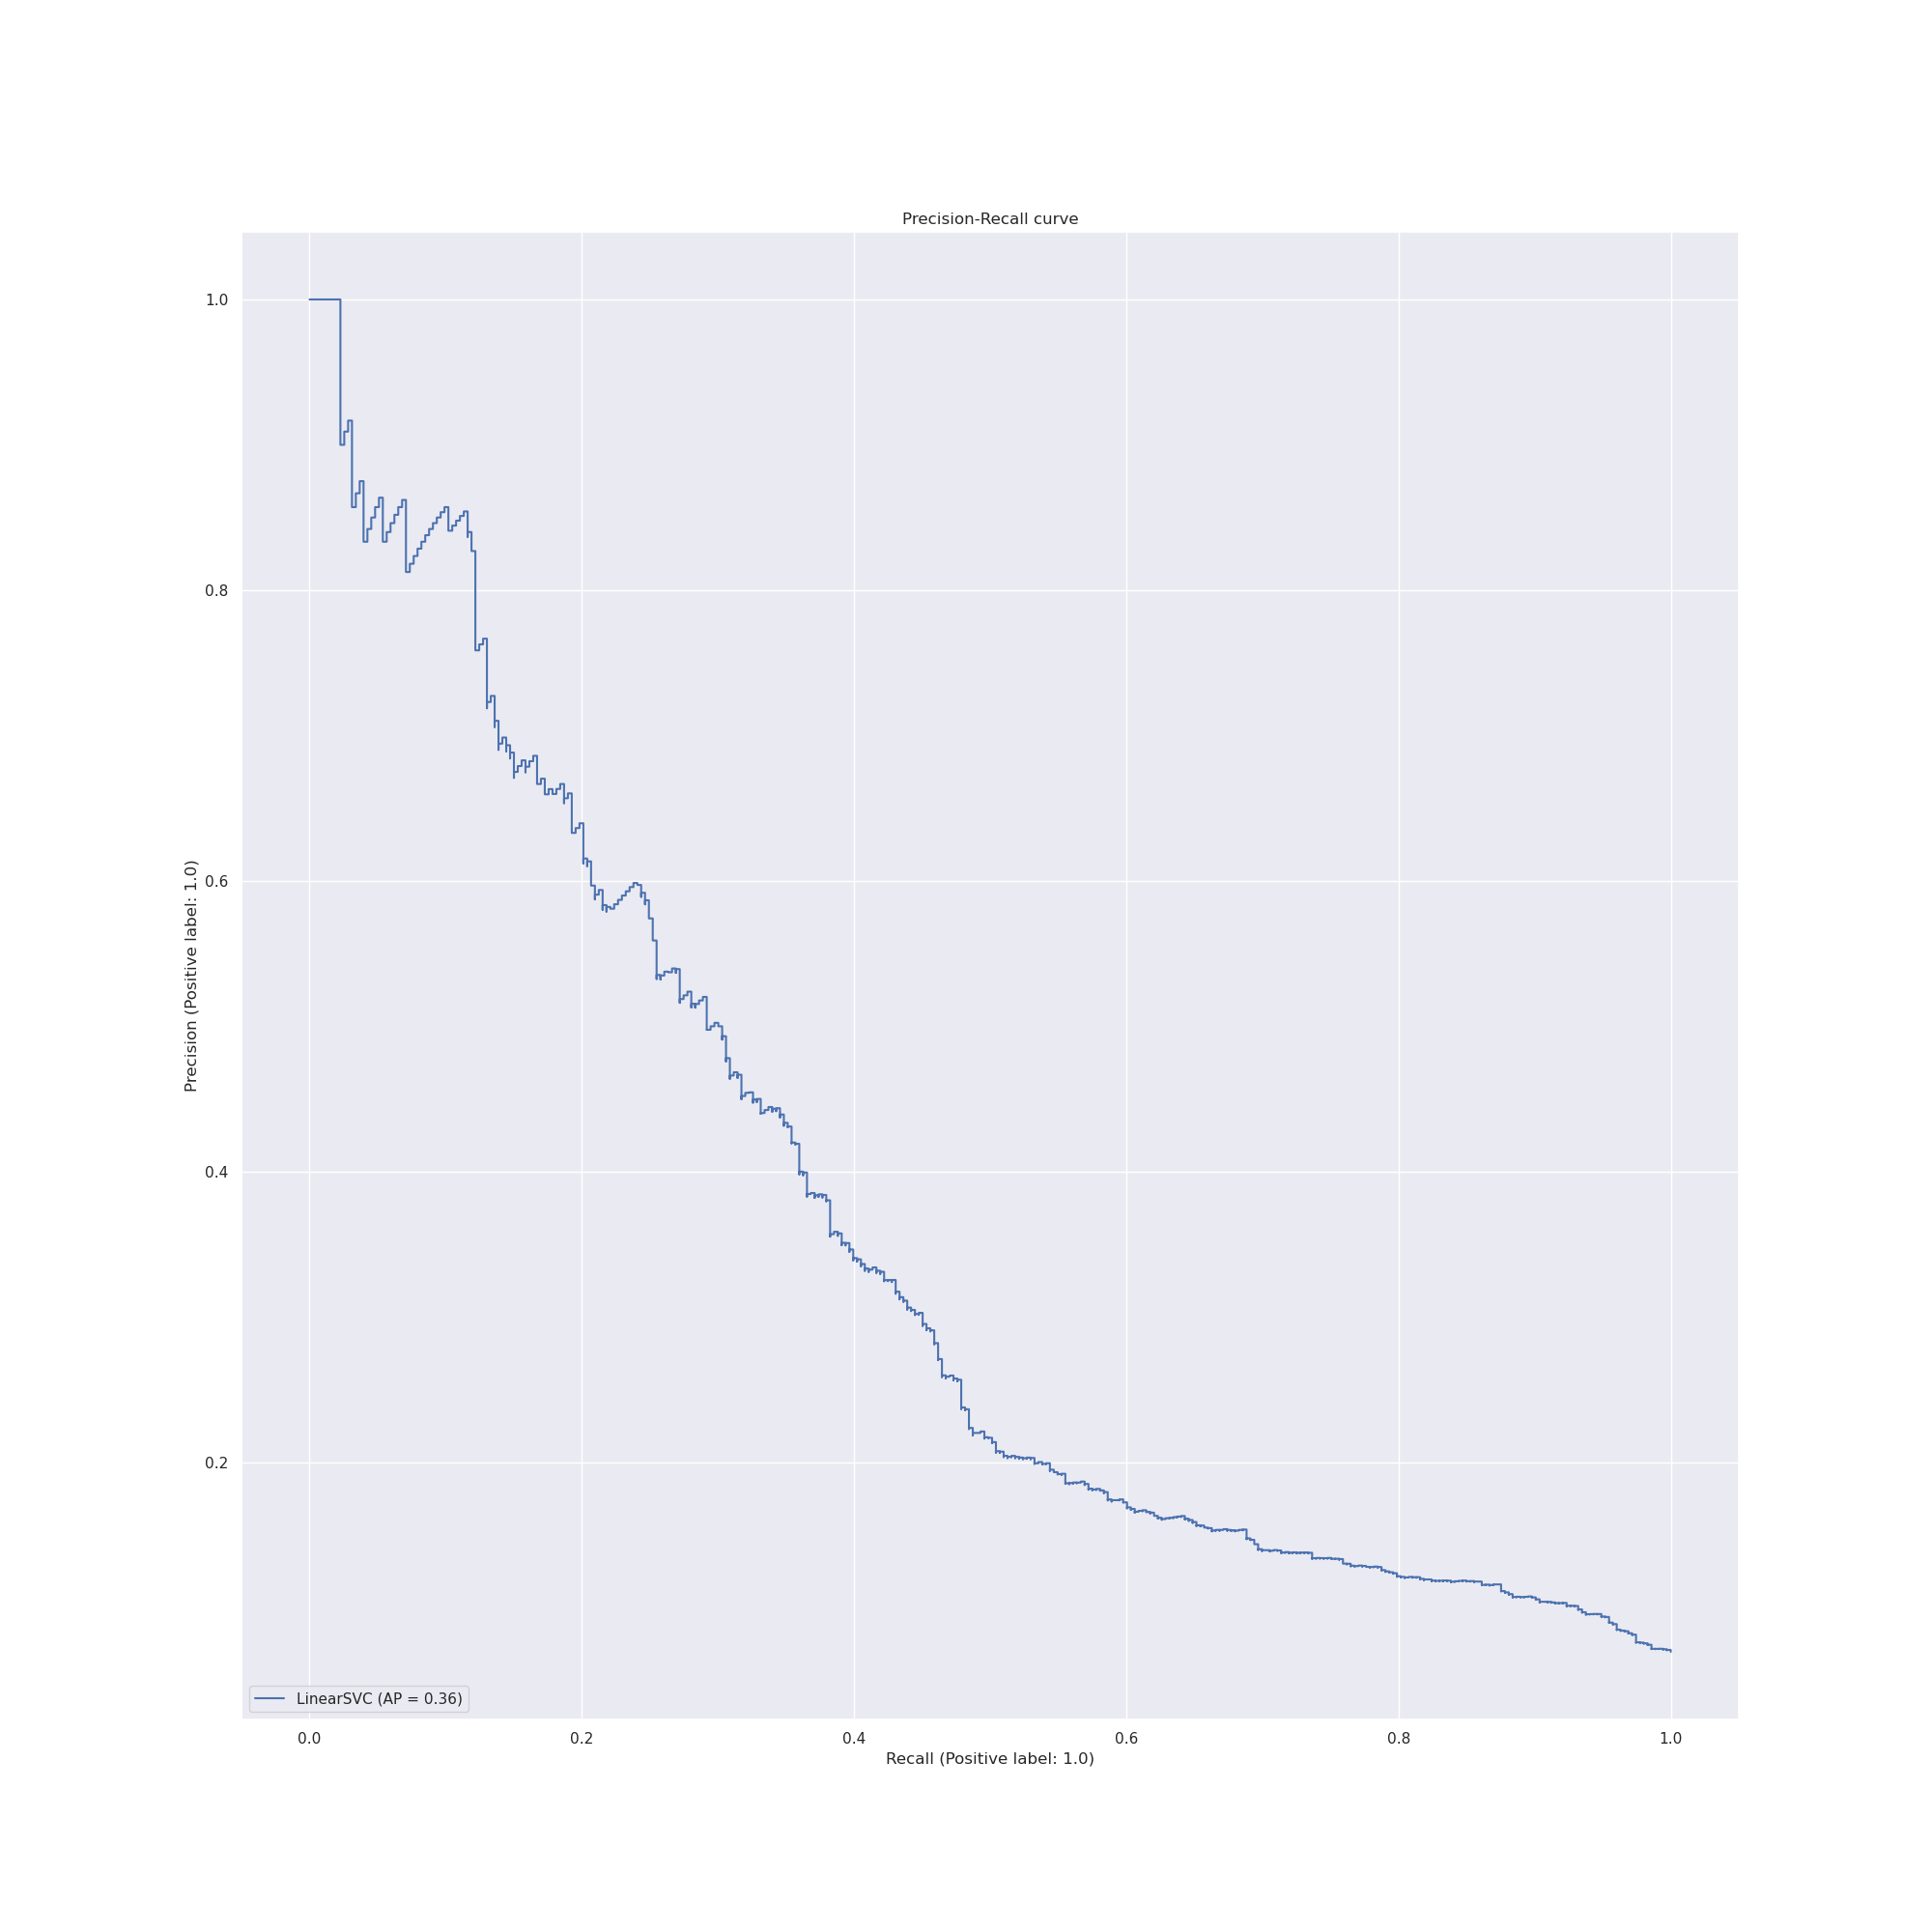 Precision-Recall curve
1.0
0.8
0.6
0.4
0.2
Precision (Positive label: 1.0)
LinearSVC (AP = 0.36)
0.0 0.2 0.4 0.6 0.8 1.0
Recall (Positive label: 1.0)